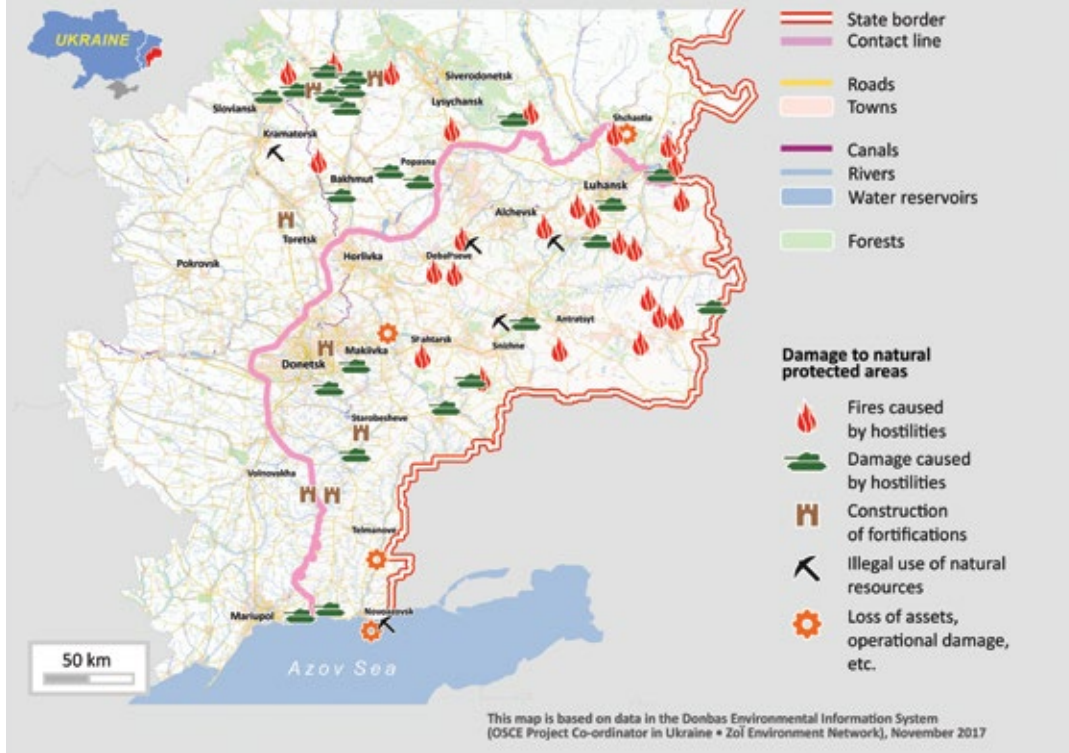 UKRAINE
State border
Contact line
Roads
Towns
Canals
Rivers
Water reservoirs
Forests
Damage to natural
protected areas
Fires caused
by hostilities
Damage caused
by hostilities
Construction
of fortifications
Illegal use of natural
resources
Loss of assets,
operational damage,
etc.
Siverodonetsk
Lysychansk
Sloviansk
Shchastia
Kramatorsk
Popasna
Bakhmut
Luhansk
Alchevsk
Toretsk
Horlivka
Debaltseve
Pokrovsk
Antratsyt
Makiivka
Shahtarsk
Snizhne
Donetsk
Starobesheve
Volnovakha
Telmanove
Mariupol
Novoazovsk
50 km
Azov Sea
This map is based on data in the Donbas Environmental Information System
(OSCE Project Co-ordinator in Ukraine • Zoï Environment Network), November 2017